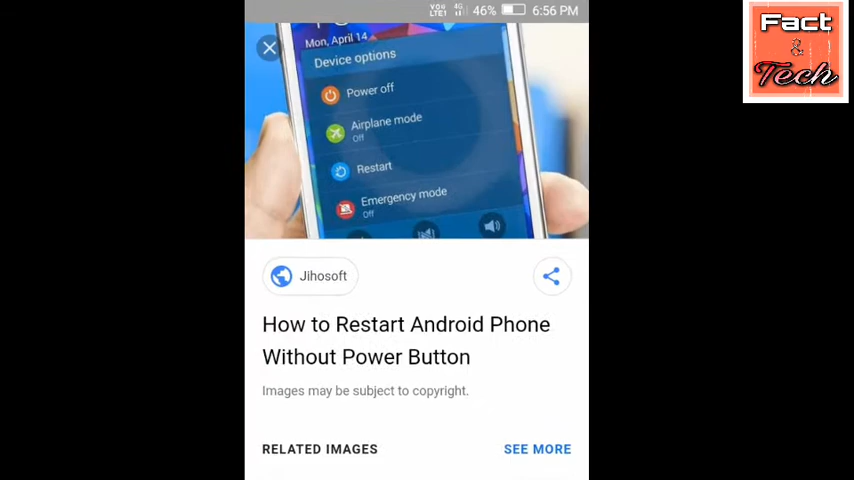 VoU 4G 46% 6:56 PM
LTE1
Fact
&
Tech
Mon, April 14
Device options
Power off
Airplane mode
Off
Restart
Emergency mode
Off
Jihosoft
How to Restart Android Phone
Without Power Button
Images may be subject to copyright.
RELATED IMAGES SEE MORE